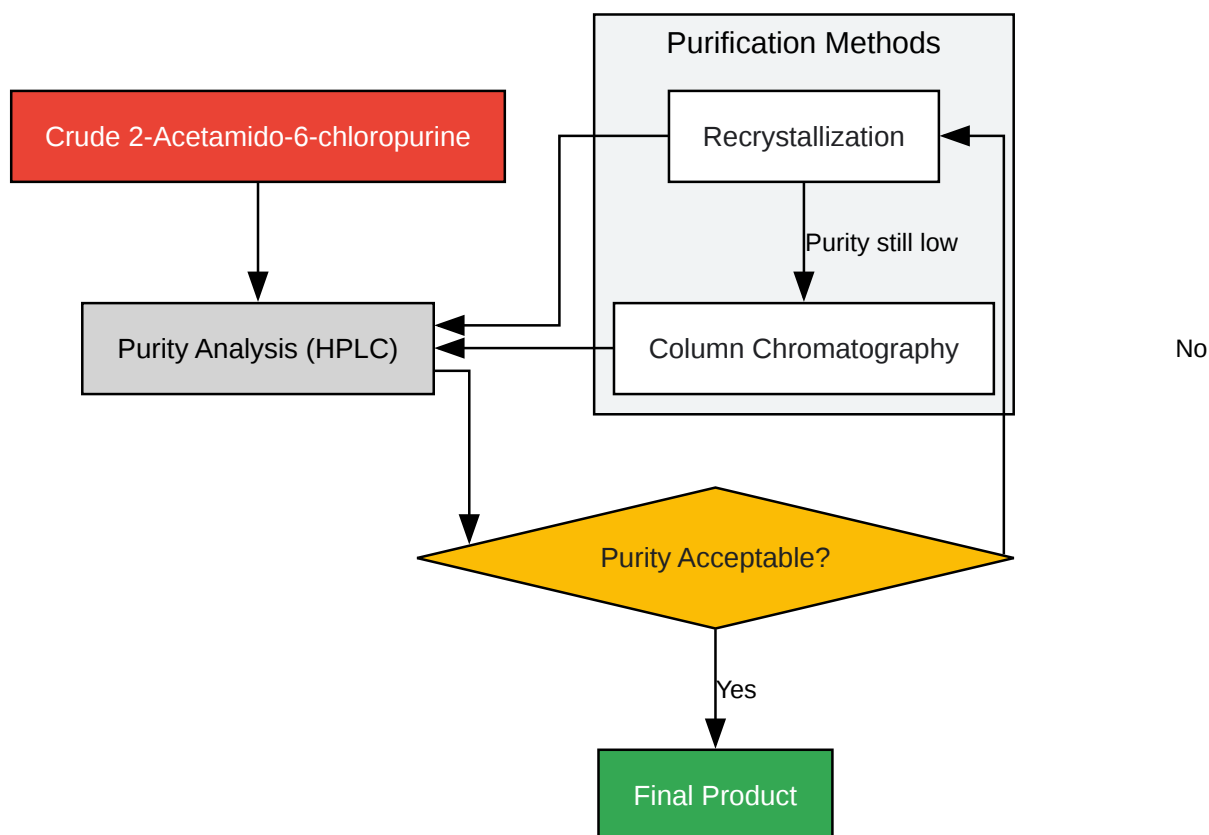 Purification Methods
Crude 2-Acetamido-6-chloropurine
Recrystallization
Purity still low
Purity Analysis (HPLC)
Column Chromatography
No
Purity Acceptable?
Yes
Final Product